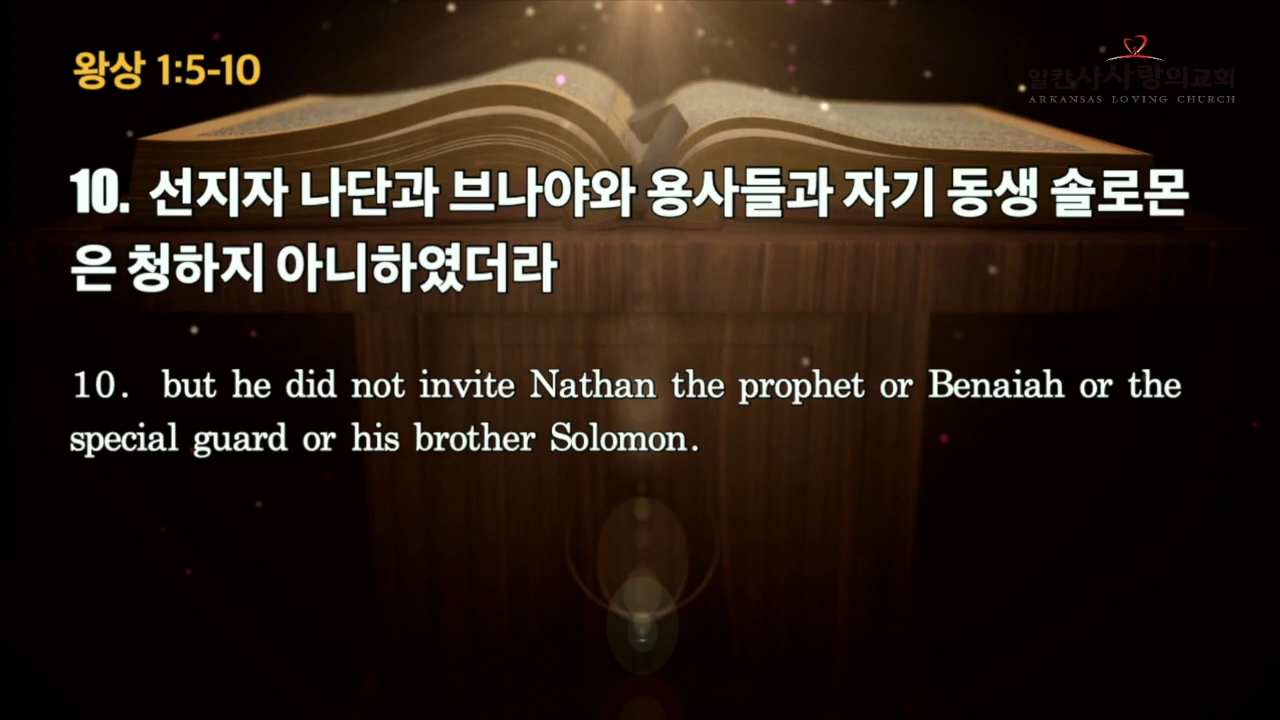 왕상 1:5-10
알칸사사랑의교회
ARKANSAS LOVING CHURCH
10. 선지자 나단과 브나야와 용사들과 자기 동생 솔로몬
은 청하지 아니하였더라
10. but he did not invite Nathan the prophet or Benaiah or the
special guard or his brother Solomon.